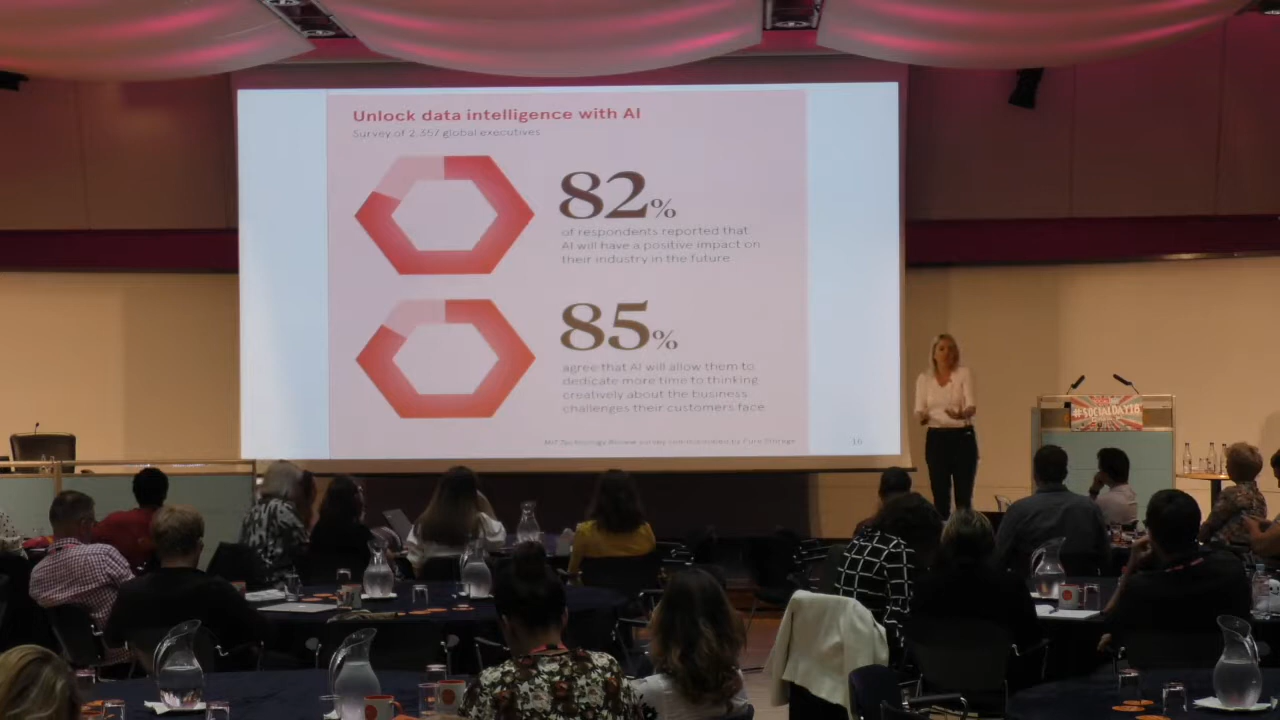 Unlock data intelligence with AI
Survey of 2,357 global executives
82%
of respondents reported that
AI will have a positive impact on
their industry in the future
85%
agree that AI will allow them to
dedicate more time to thinking
creatively about the business
challenges their customers face
MIT Technology Review survey commissioned by Pure Storage
16
#SOCIALDAY18